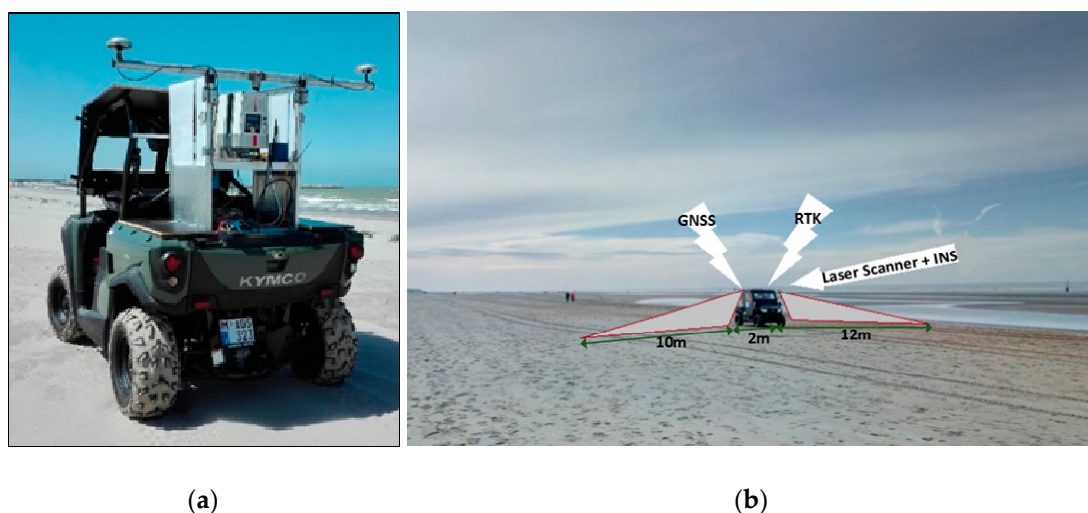 KYMCO
GNSS
RTK
Laser Scanner + INS
10m
2m
12m
(a)
(b)